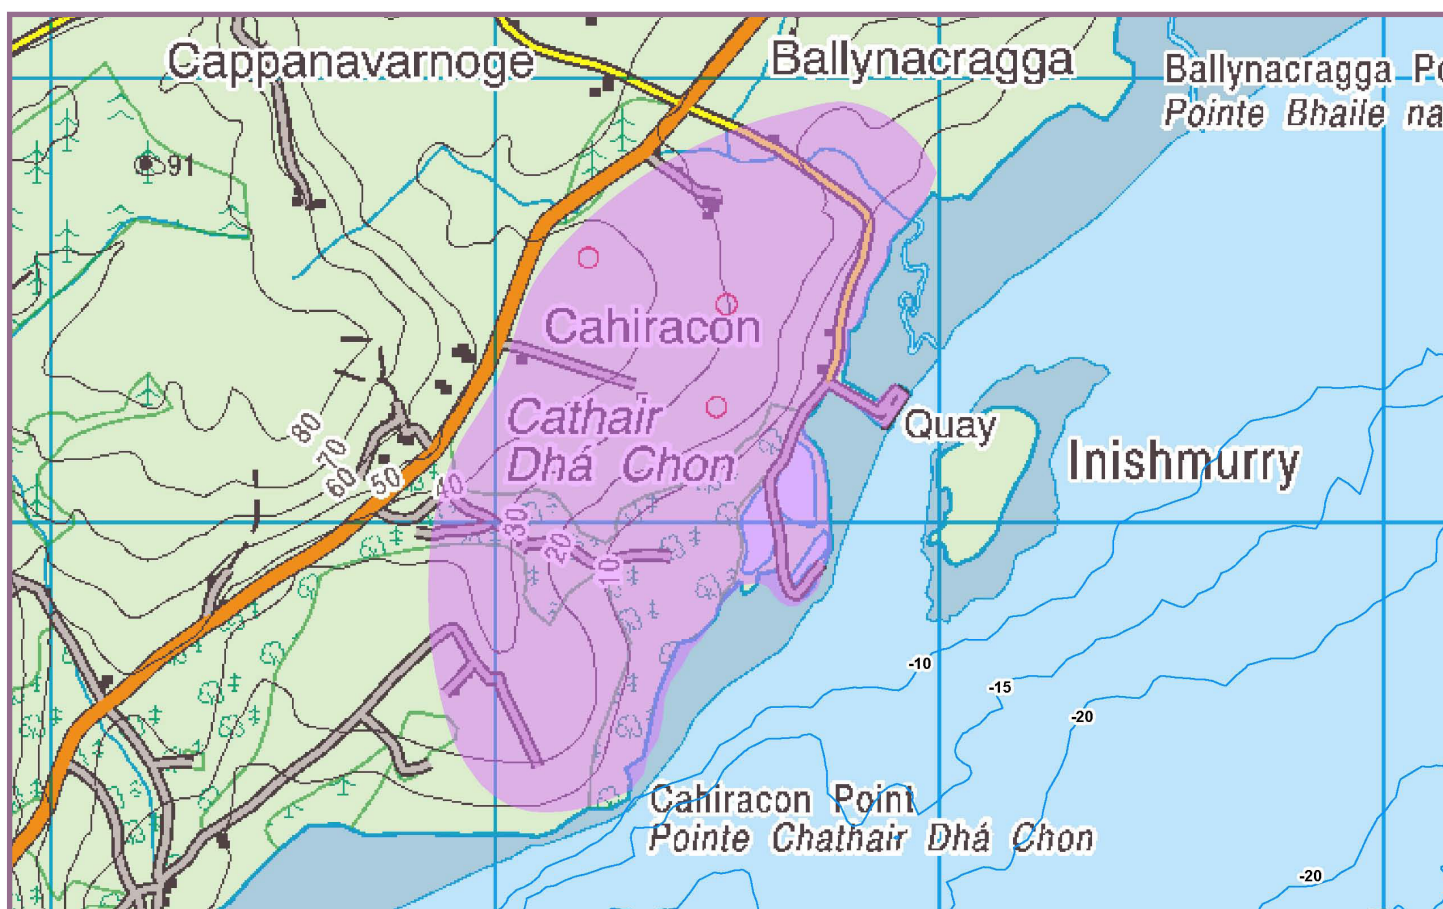 Cappanavarnoge
Ballynacragga
Ballynacragga Po
Pointe Bhaile na
91
Cahiracon
Cathair
Dhá Chon
Quay
Inishmurry
80
70
60
50
40
30
20
10
-10
-15
-20
Cahiracon Point
Pointe Chathair Dhá Chon
-20